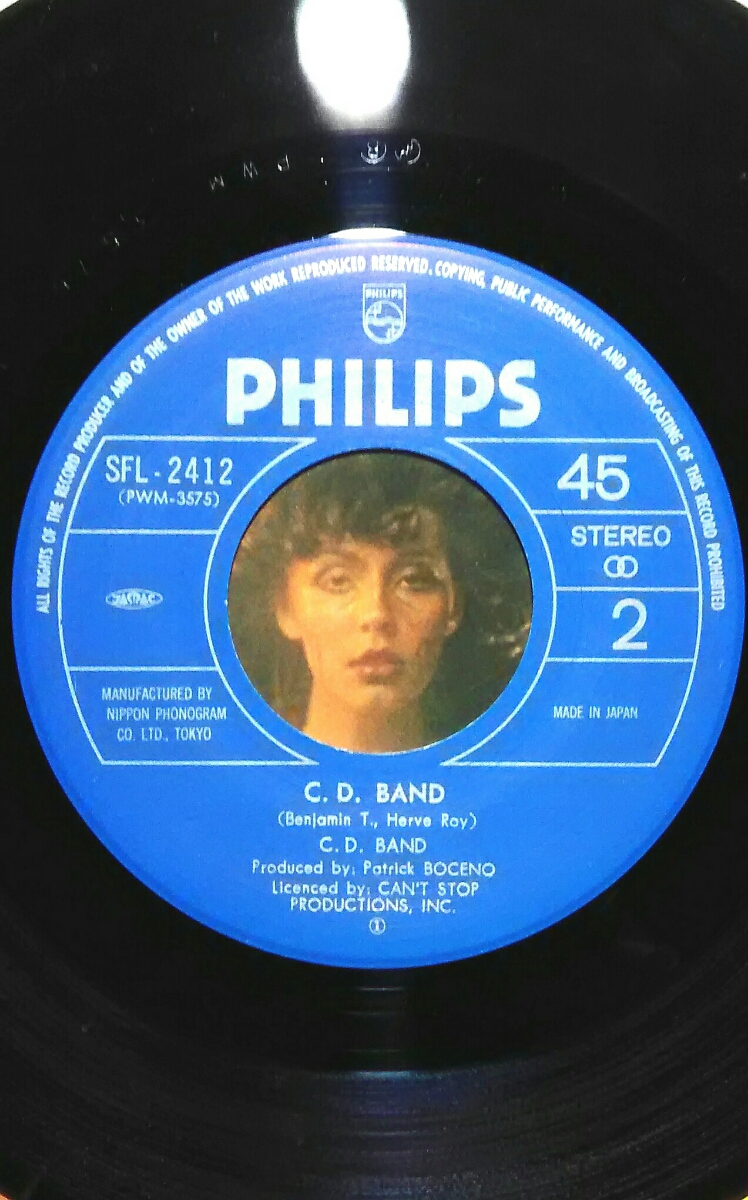 ALL RIGHTS OF THE RECORD PRODUCER AND OF THE OWNER OF THE WORK REPRODUCED RESERVED. COPYING, PUBLIC PERFORMANCE AND BROADCASTING OF THIS RECORD PROHIBITED
PHILIPS
PHILIPS
SFL-2412
(PWM-3575)
JASRAC
MANUFACTURED BY
NIPPON PHONOGRAM
CO. LTD., TOKYO
45
STEREO
2
MADE IN JAPAN
C. D. BAND
(Benjamin T., Herve Roy)
C. D. BAND
Produced by: Patrick BOCENO
Licenced by: CAN'T STOP
PRODUCTIONS, INC.
①